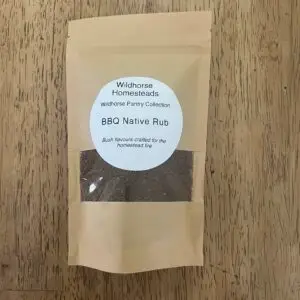 Wildhorse
Homesteads
Wildhorse Pantry Collection
BBQ Native Rub
Bush flavours crafted for the
homestead fire